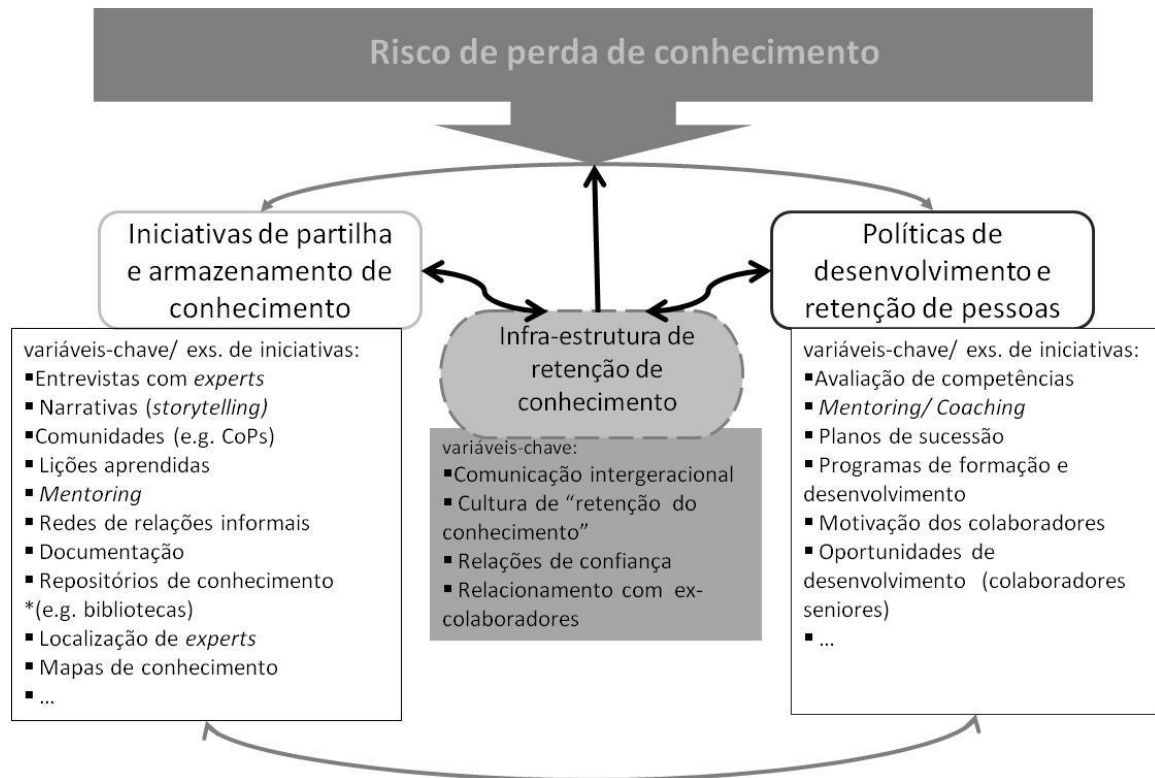 Risco de perda de conhecimento
Iniciativas de partilha
e armazenamento de
conhecimento
variáveis-chave/ exs. de iniciativas:
▪Entrevistas com experts
▪ Narrativas (storytelling)
▪Comunidades (e.g. CoPs)
▪ Lições aprendidas
▪ Mentoring
▪ Redes de relações informais
▪ Documentação
▪ Repositórios de conhecimento
*(e.g. bibliotecas)
▪ Localização de experts
▪ Mapas de conhecimento
▪ ...
Infra-estrutura de
retenção de
conhecimento
variáveis-chave:
▪Comunicação intergeracional
▪ Cultura de “retenção do
conhecimento”
▪ Relações de confiança
▪ Relacionamento com ex-
colaboradores
Políticas de
desenvolvimento e
retenção de pessoas
variáveis-chave/ exs. de iniciativas:
▪Avaliação de competências
▪ Mentoring/ Coaching
▪ Planos de sucessão
▪ Programas de formação e
desenvolvimento
▪ Motivação dos colaboradores
▪ Oportunidades de
desenvolvimento (colaboradores
seniores)
▪ ...